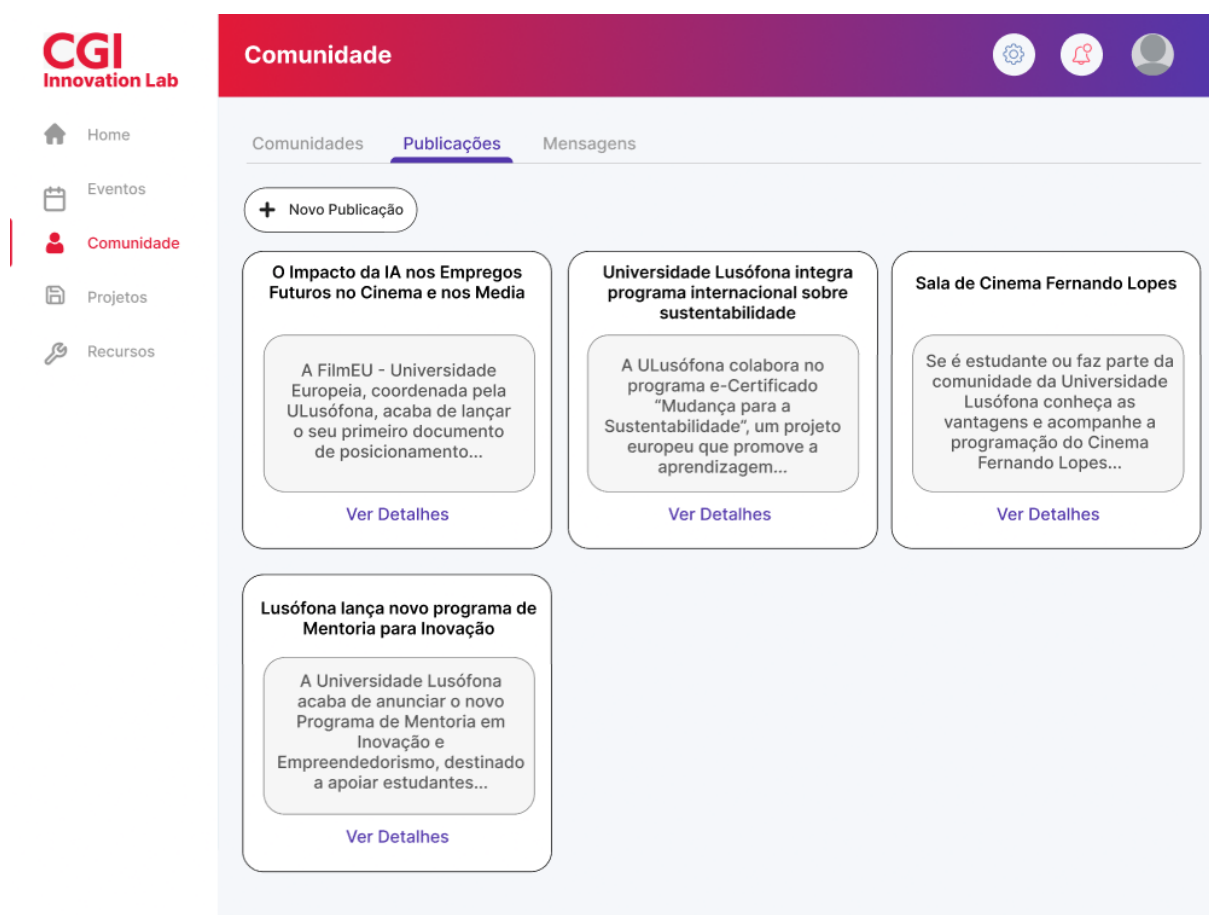 CGI
Innovation Lab
Home
Eventos
Comunidade
Projetos
Recursos
Comunidade
Comunidades
Publicações
Mensagens
Novo Publicação
O Impacto da IA nos Empregos
Futuros no Cinema e nos Media
A FilmEU - Universidade
Europeia, coordenada pela
ULusófona, acaba de lançar
o seu primeiro documento
de posicionamento...
Ver Detalhes
Universidade Lusófona integra
programa internacional sobre
sustentabilidade
A ULusófona colabora no
programa e-Certificado
“Mudança para a
Sustentabilidade”, um projeto
europeu que promove a
aprendizagem...
Ver Detalhes
Sala de Cinema Fernando Lopes
Se é estudante ou faz parte da
comunidade da Universidade
Lusófona conheça as
vantagens e acompanhe a
programação do Cinema
Fernando Lopes...
Ver Detalhes
Lusófona lança novo programa de
Mentoria para Inovação
A Universidade Lusófona
acaba de anunciar o novo
Programa de Mentoria em
Inovação e
Empreendedorismo, destinado
a apoiar estudantes...
Ver Detalhes